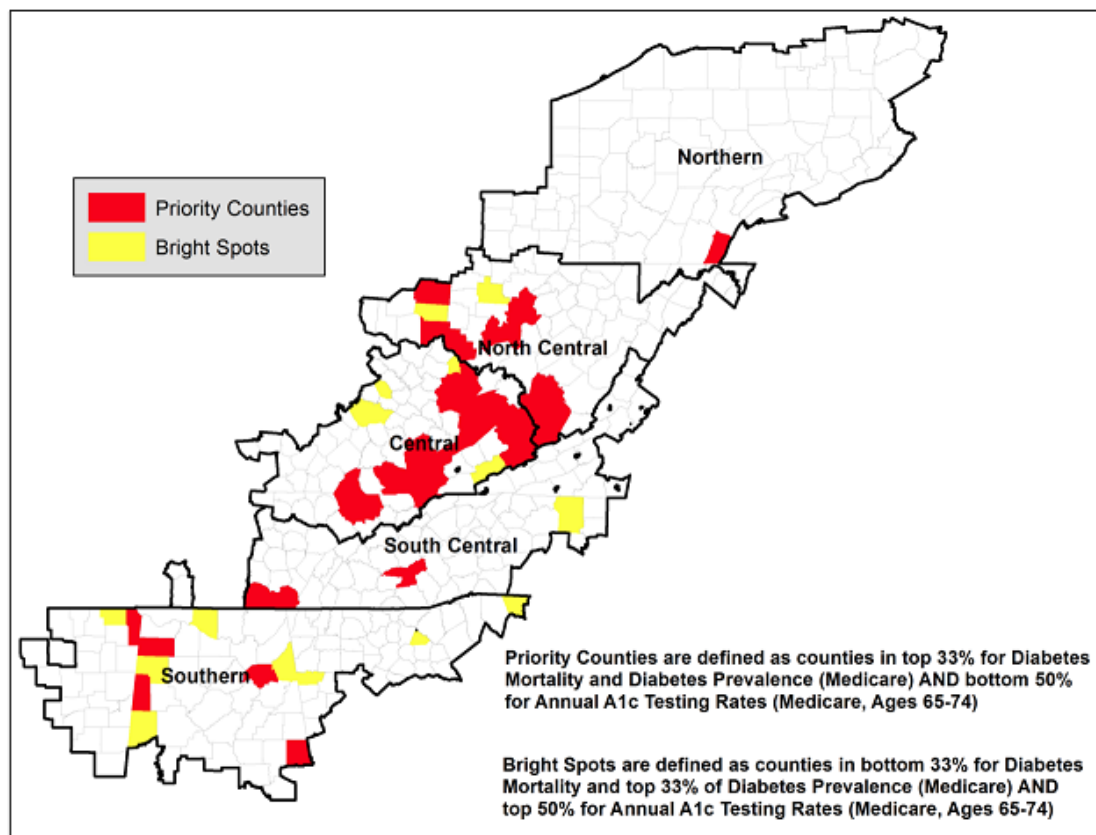 Northern
Priority Counties
Bright Spots
North Central
Central
South Central
Southern
Priority Counties are defined as counties in top 33% for Diabetes
Mortality and Diabetes Prevalence (Medicare) AND bottom 50%
for Annual A1c Testing Rates (Medicare, Ages 65-74)
Bright Spots are defined as counties in bottom 33% for Diabetes
Mortality and top 33% of Diabetes Prevalence (Medicare) AND
top 50% for Annual A1c Testing Rates (Medicare, Ages 65-74)